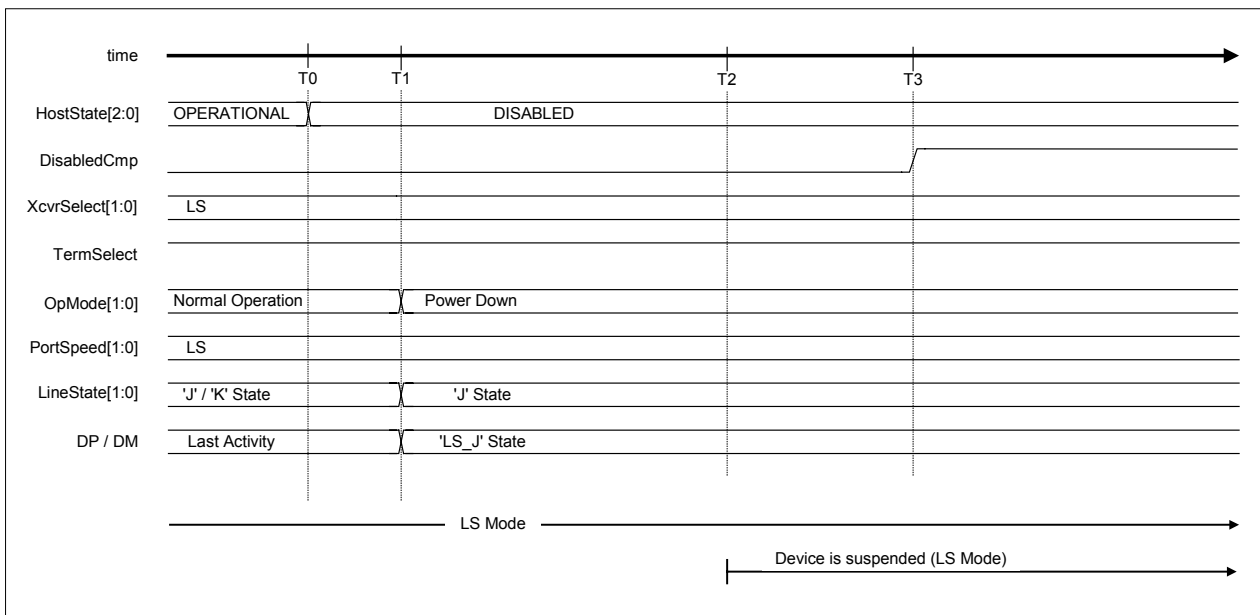 time
T0 T1 T2 T3
HostState[2:0] OPERATIONAL DISABLED
DisabledCmp
XcvrSelect[1:0] LS
TermSelect
OpMode[1:0] Normal Operation Power Down
PortSpeed[1:0] LS
LineState[1:0] 'J' / 'K' State 'J' State
DP / DM Last Activity 'LS_J' State
LS Mode
Device is suspended (LS Mode)